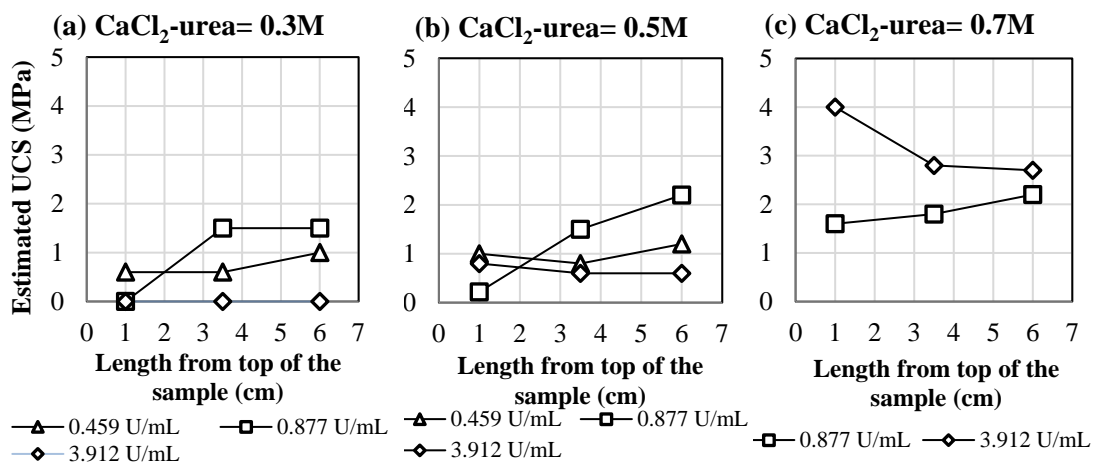 (a) CaCl₂-urea= 0.3M
(b) CaCl₂-urea= 0.5M
(c) CaCl₂-urea= 0.7M
Estimated UCS (MPa)
5
4
3
2
1
0
0 1 2 3 4 5 6 7
Length from top of the
sample (cm)
0.459 U/mL
0.877 U/mL
3.912 U/mL
5
4
3
2
1
0
0 1 2 3 4 5 6 7
Length from top of the
sample (cm)
0.459 U/mL
0.877 U/mL
3.912 U/mL
5
4
3
2
1
0
0 1 2 3 4 5 6 7
Length from top of the
sample (cm)
0.877 U/mL
3.912 U/mL